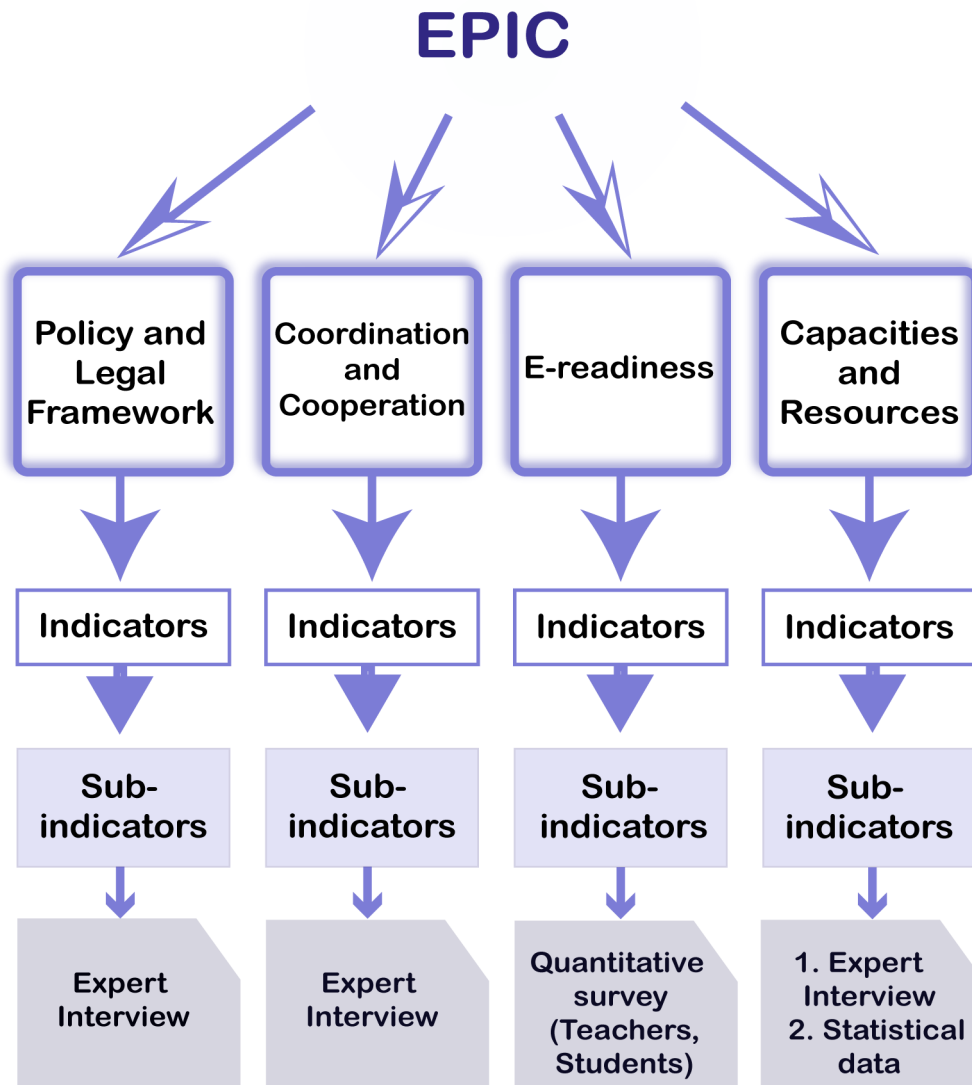 EPIC
Policy and
Legal
Framework
Coordination
and
Cooperation
E-readiness
Capacities
and
Resources
Indicators
Indicators
Indicators
Indicators
Sub-
indicators
Sub-
indicators
Sub-
indicators
Sub-
indicators
Expert
Interview
Expert
Interview
Quantitative
survey
(Teachers,
Students)
1. Expert
Interview
2. Statistical
data